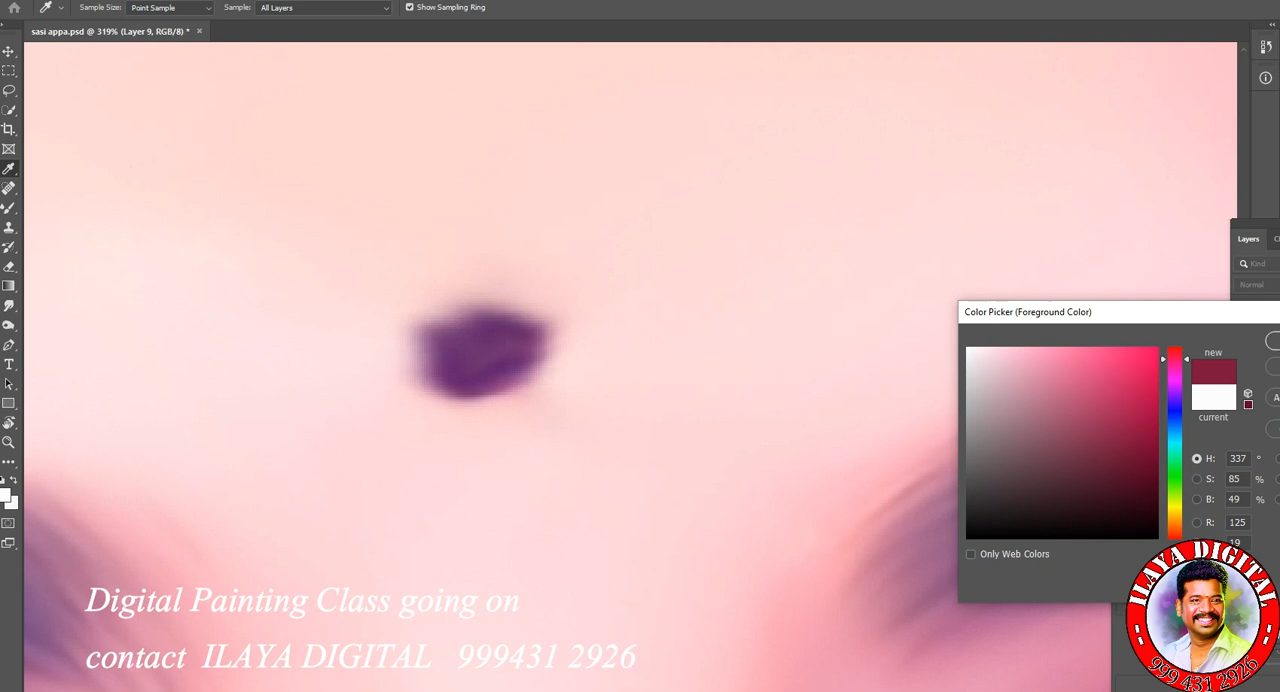 Sample Size: Point Sample Sample: All Layers Show Sampling Ring
sasi appa.psd @ 319% (Layer 9, RGB/8) * ×
Layers
Kind
Normal
Color Picker (Foreground Color)
new
current
H: 337 °
S: 85 %
B: 49 %
R: 125
19
Only Web Colors
Digital Painting Class going on
contact ILAYA DIGITAL 999431 2926
ILAYA DIGITAL
999 431 2926